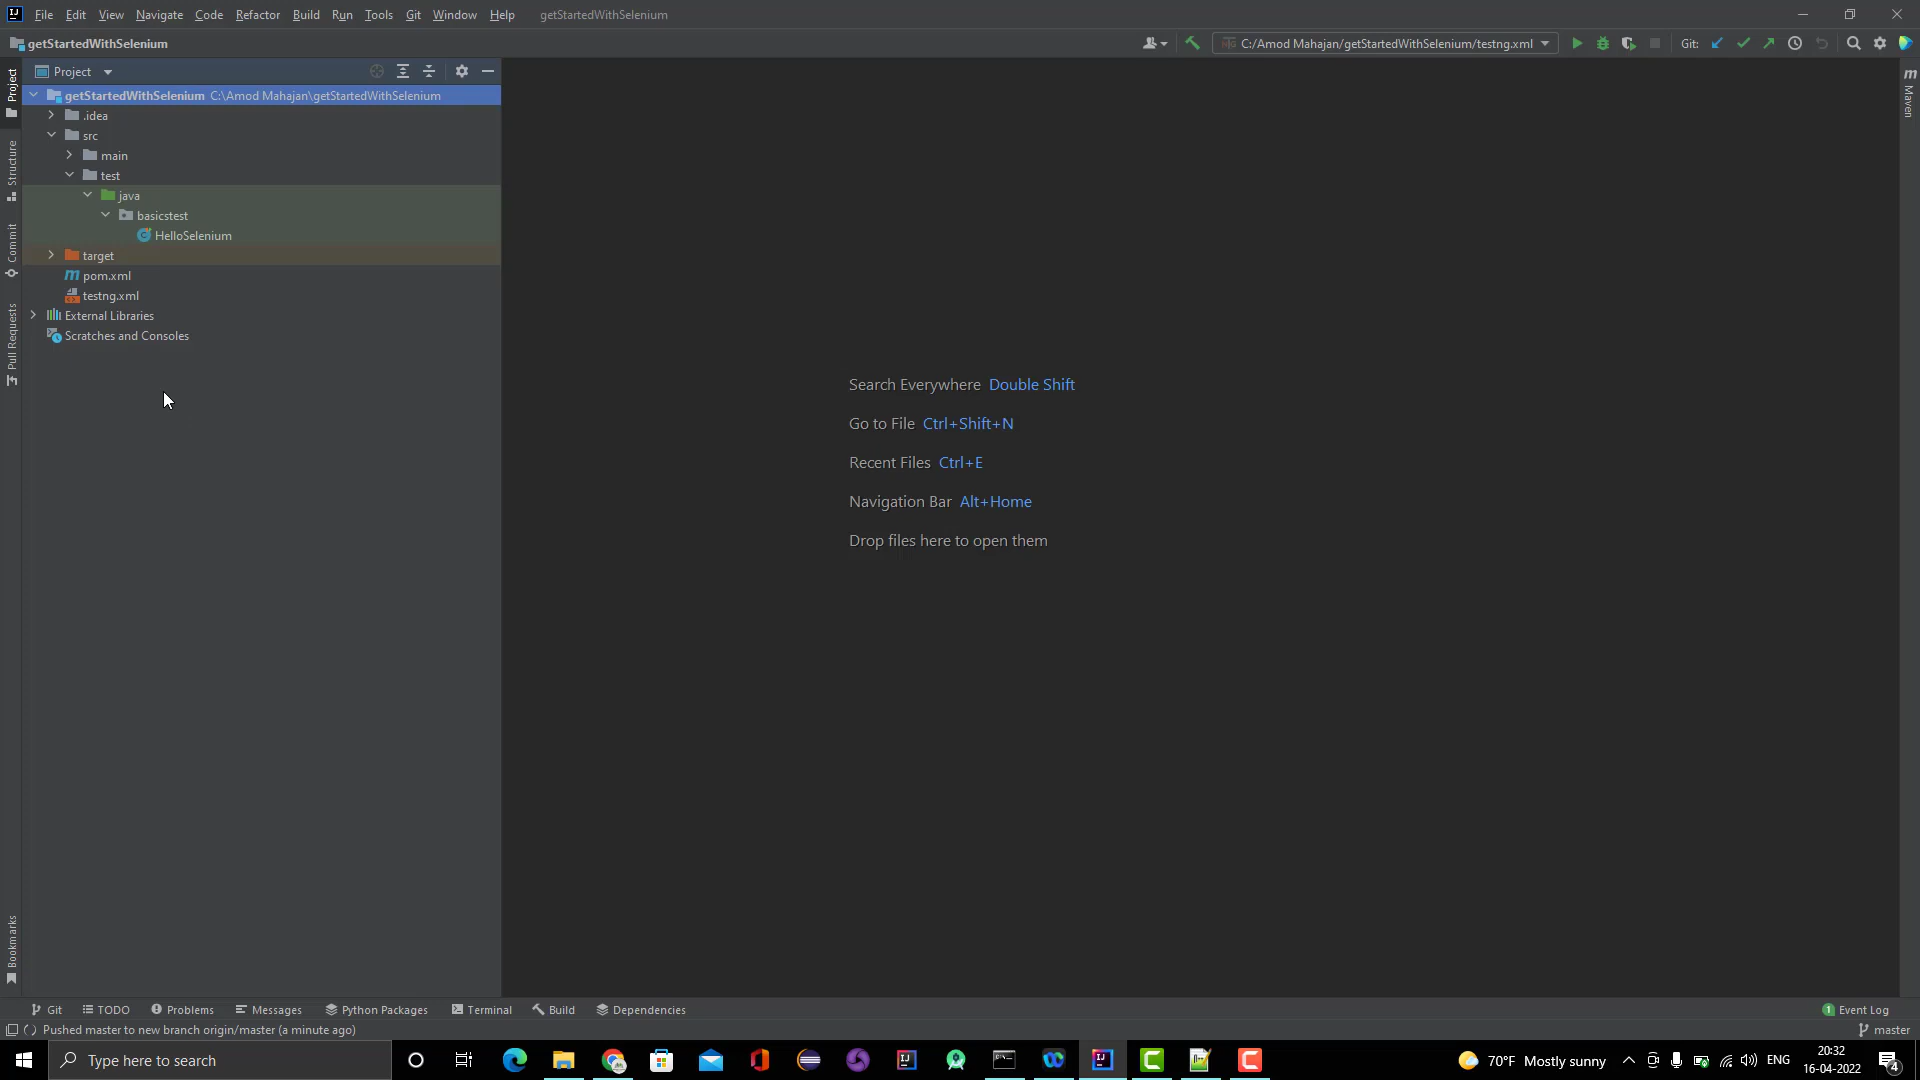 File Edit View Navigate Code Refactor Build Run Tools Git Window Help getStartedWithSelenium
getStartedWithSelenium
C:/Amod Mahajan/getStartedWithSelenium/testng.xml
Git:
Project
getStartedWithSelenium C:\Amod Mahajan\getStartedWithSelenium
.idea
src
main
test
java
basicstest
HelloSelenium
target
pom.xml
testng.xml
External Libraries
Scratches and Consoles
Project
Structure
Commit
Pull Requests
Bookmarks
Maven
Search Everywhere Double Shift
Go to File Ctrl+Shift+N
Recent Files Ctrl+E
Navigation Bar Alt+Home
Drop files here to open them
Git TODO Problems Messages Python Packages Terminal Build Dependencies
1 Event Log
Pushed master to new branch origin/master (a minute ago)
master
Type here to search
70°F Mostly sunny
ENG
20:32
16-04-2022
4